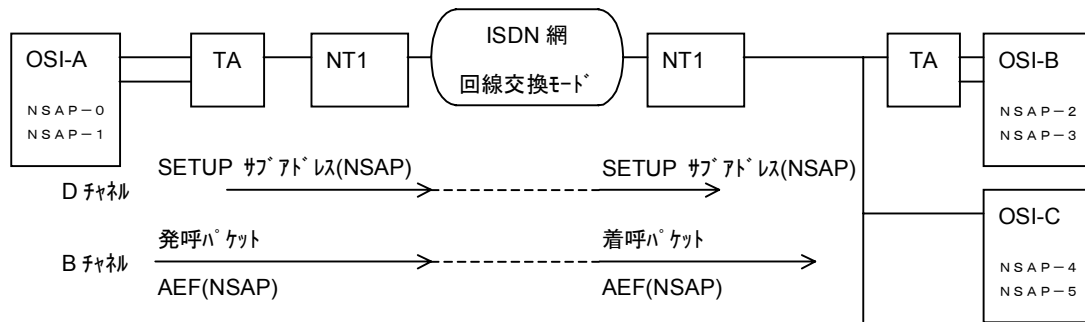 OSI-A
NSAP-0
NSAP-1
TA
NT1
ISDN 網
回線交換ﾓｰﾄﾞ
NT1
TA
OSI-B
NSAP-2
NSAP-3
SETUP ｻﾌﾞｱﾄﾞﾚｽ(NSAP)
SETUP ｻﾌﾞｱﾄﾞﾚｽ(NSAP)
D ﾁｬﾈﾙ
発呼ﾊﾟｹｯﾄ
着呼ﾊﾟｹｯﾄ
B ﾁｬﾈﾙ
AEF(NSAP)
AEF(NSAP)
OSI-C
NSAP-4
NSAP-5